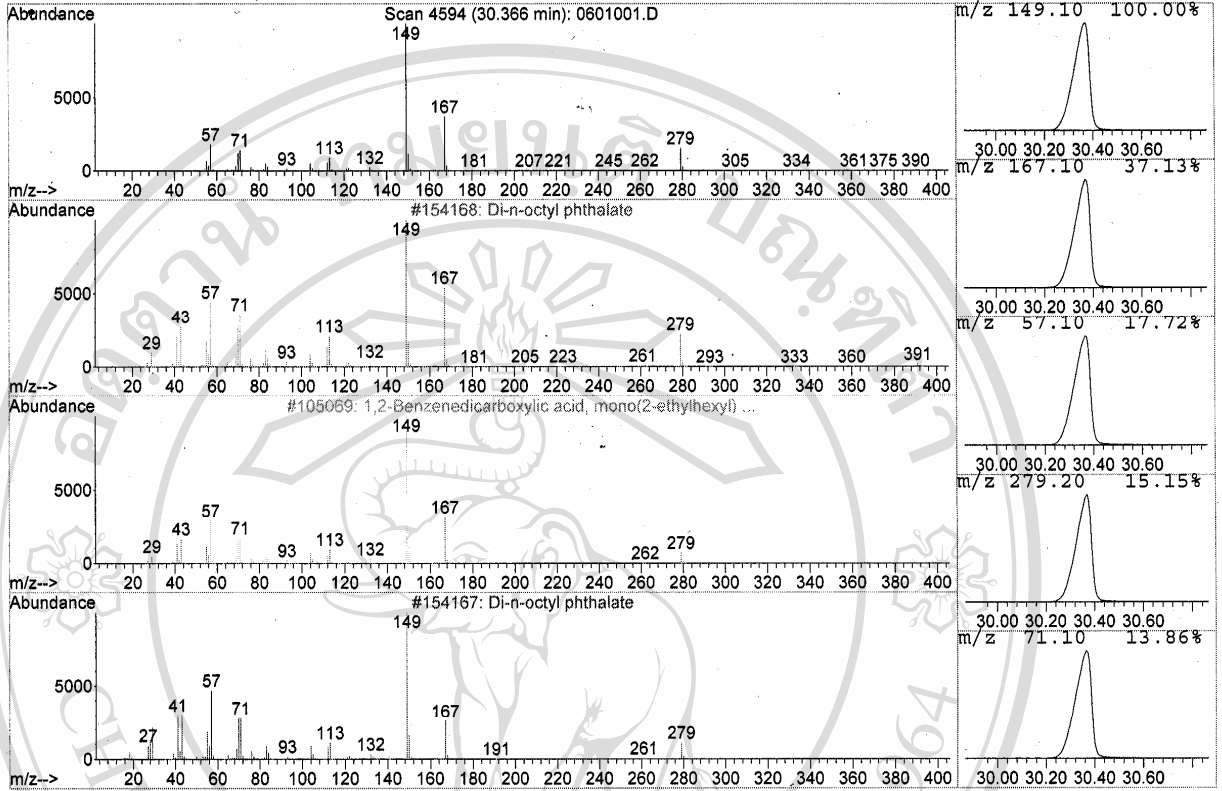 Abundance
Scan 4594 (30.366 min): 0601001.D
149
5000
167
57
71
113
279
93
132
181
207
221
245
262
305
334
361
375
390
0
m/z-->
20 40 60 80 100 120 140 160 180 200 220 240 260 280 300 320 340 360 380 400
Abundance
#154168: Di-n-octyl phthalate
149
5000
167
57
71
43
29
113
279
93
132
181
205
223
261
293
333
360
391
0
m/z-->
20 40 60 80 100 120 140 160 180 200 220 240 260 280 300 320 340 360 380 400
Abundance
#105069: 1,2-Benzenedicarboxylic acid, mono(2-ethylhexyl) ...
149
5000
167
57
43
71
29
113
93
132
262
279
0
m/z-->
20 40 60 80 100 120 140 160 180 200 220 240 260 280 300 320 340 360 380 400
Abundance
#154167: Di-n-octyl phthalate
149
5000
57
41
71
167
27
113
93
132
191
261
279
0
m/z-->
20 40 60 80 100 120 140 160 180 200 220 240 260 280 300 320 340 360 380 400
m/z 149.10 100.00%
30.00 30.20 30.40 30.60
m/z 167.10 37.13%
30.00 30.20 30.40 30.60
m/z 57.10 17.72%
30.00 30.20 30.40 30.60
m/z 279.20 15.15%
30.00 30.20 30.40 30.60
m/z 71.10 13.86%
30.00 30.20 30.40 30.60
964